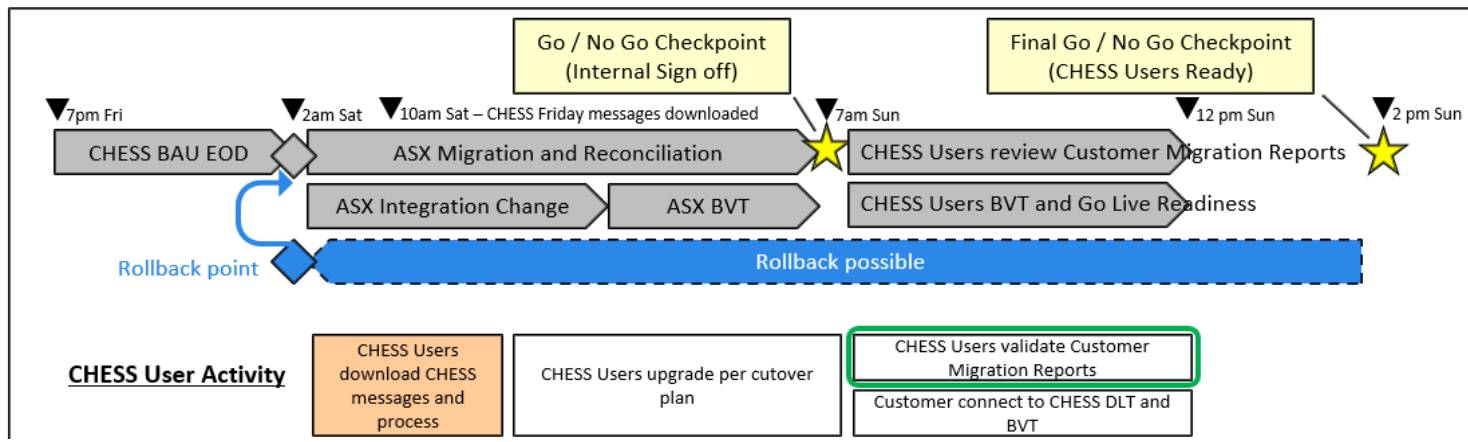 Go / No Go Checkpoint
(Internal Sign off)
Final Go / No Go Checkpoint
(CHESS Users Ready)
7pm Fri
2am Sat
10am Sat – CHESS Friday messages downloaded
7am Sun
12 pm Sun
2 pm Sun
CHESS BAU EOD
ASX Migration and Reconciliation
CHESS Users review Customer Migration Reports
ASX Integration Change
ASX BVT
CHESS Users BVT and Go Live Readiness
Rollback point
Rollback possible
CHESS User Activity
CHESS Users
download CHESS
messages and
process
CHESS Users upgrade per cutover
plan
CHESS Users validate Customer
Migration Reports
Customer connect to CHESS DLT and
BVT